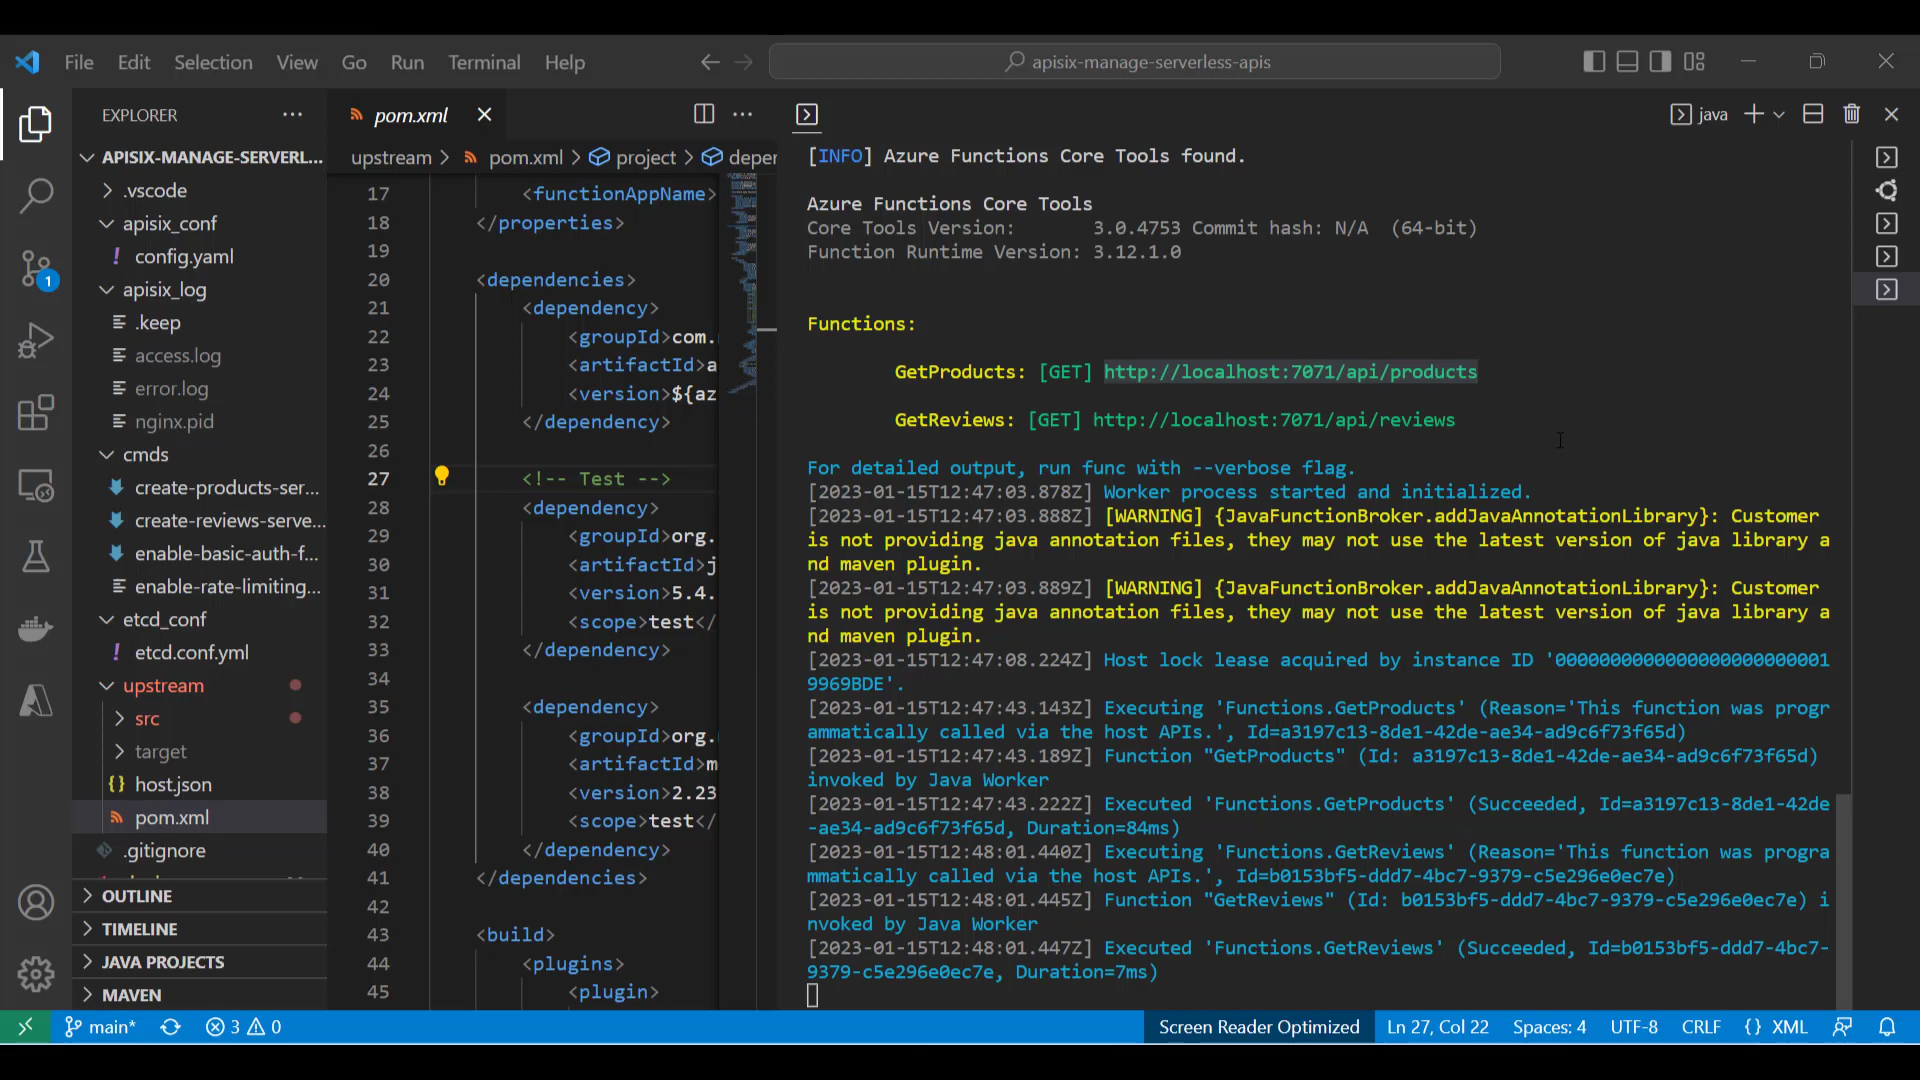 File Edit Selection View Go Run Terminal Help
apisix-manage-serverless-apis
EXPLORER
APISIX-MANAGE-SERVERL...
.vscode
apisix_conf
config.yaml
apisix_log
.keep
access.log
error.log
nginx.pid
cmds
create-products-ser...
create-reviews-serve...
enable-basic-auth-f...
enable-rate-limiting...
etcd_conf
etcd.conf.yml
upstream
src
target
host.json
pom.xml
.gitignore
OUTLINE
TIMELINE
JAVA PROJECTS
MAVEN
1
pom.xml
upstream > pom.xml > project > deper
17 <functionAppName>
18 </properties>
19
20 <dependencies>
21 <dependency>
22 <groupId>com.
23 <artifactId>a
24 <version>${az
25 </dependency>
26
27 <!-- Test -->
28 <dependency>
29 <groupId>org.
30 <artifactId>j
31 <version>5.4.
32 <scope>test</
33 </dependency>
34
35 <dependency>
36 <groupId>org.
37 <artifactId>m
38 <version>2.23
39 <scope>test</
40 </dependency>
41 </dependencies>
42
43 <build>
44 <plugins>
45 <plugin>
java
[INFO] Azure Functions Core Tools found.
Azure Functions Core Tools
Core Tools Version: 3.0.4753 Commit hash: N/A (64-bit)
Function Runtime Version: 3.12.1.0
Functions:
GetProducts: [GET] http://localhost:7071/api/products
GetReviews: [GET] http://localhost:7071/api/reviews
For detailed output, run func with --verbose flag.
[2023-01-15T12:47:03.878Z] Worker process started and initialized.
[2023-01-15T12:47:03.888Z] [WARNING] {JavaFunctionBroker.addJavaAnnotationLibrary}: Customer
is not providing java annotation files, they may not use the latest version of java library a
nd maven plugin.
[2023-01-15T12:47:03.889Z] [WARNING] {JavaFunctionBroker.addJavaAnnotationLibrary}: Customer
is not providing java annotation files, they may not use the latest version of java library a
nd maven plugin.
[2023-01-15T12:47:08.224Z] Host lock lease acquired by instance ID '0000000000000000000000001
9969BDE'.
[2023-01-15T12:47:43.143Z] Executing 'Functions.GetProducts' (Reason='This function was progr
ammatically called via the host APIs.', Id=a3197c13-8de1-42de-ae34-ad9c6f73f65d)
[2023-01-15T12:47:43.189Z] Function "GetProducts" (Id: a3197c13-8de1-42de-ae34-ad9c6f73f65d)
invoked by Java Worker
[2023-01-15T12:47:43.222Z] Executed 'Functions.GetProducts' (Succeeded, Id=a3197c13-8de1-42de
-ae34-ad9c6f73f65d, Duration=84ms)
[2023-01-15T12:48:01.440Z] Executing 'Functions.GetReviews' (Reason='This function was progra
mmatically called via the host APIs.', Id=b0153bf5-ddd7-4bc7-9379-c5e296e0ec7e)
[2023-01-15T12:48:01.445Z] Function "GetReviews" (Id: b0153bf5-ddd7-4bc7-9379-c5e296e0ec7e) i
nvoked by Java Worker
[2023-01-15T12:48:01.447Z] Executed 'Functions.GetReviews' (Succeeded, Id=b0153bf5-ddd7-4bc7-
9379-c5e296e0ec7e, Duration=7ms)
main* 3 0 Screen Reader Optimized Ln 27, Col 22 Spaces: 4 UTF-8 CRLF {} XML